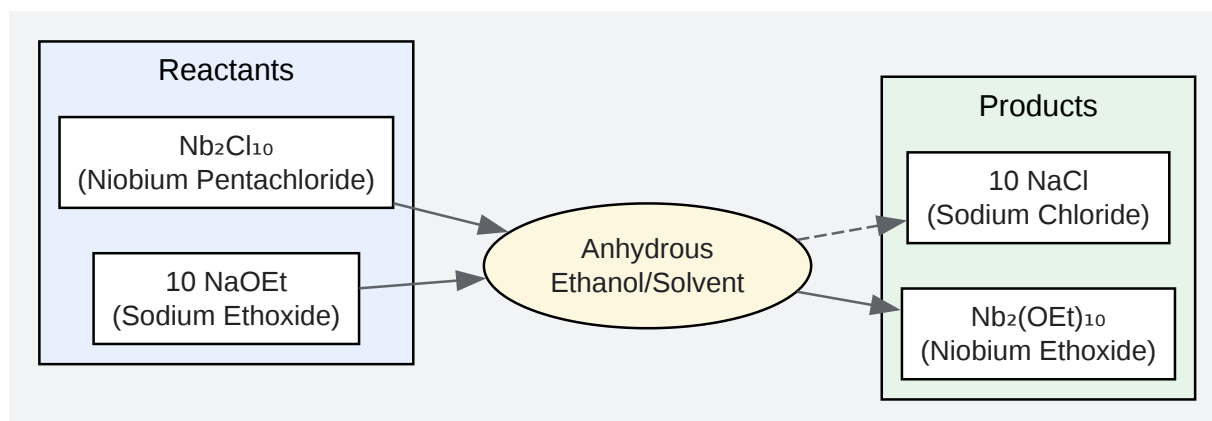 Reactants
Nb₂Cl₁₀
(Niobium Pentachloride)
10 NaOEt
(Sodium Ethoxide)
Anhydrous
Ethanol/Solvent
Products
10 NaCl
(Sodium Chloride)
Nb₂(OEt)₁₀
(Niobium Ethoxide)